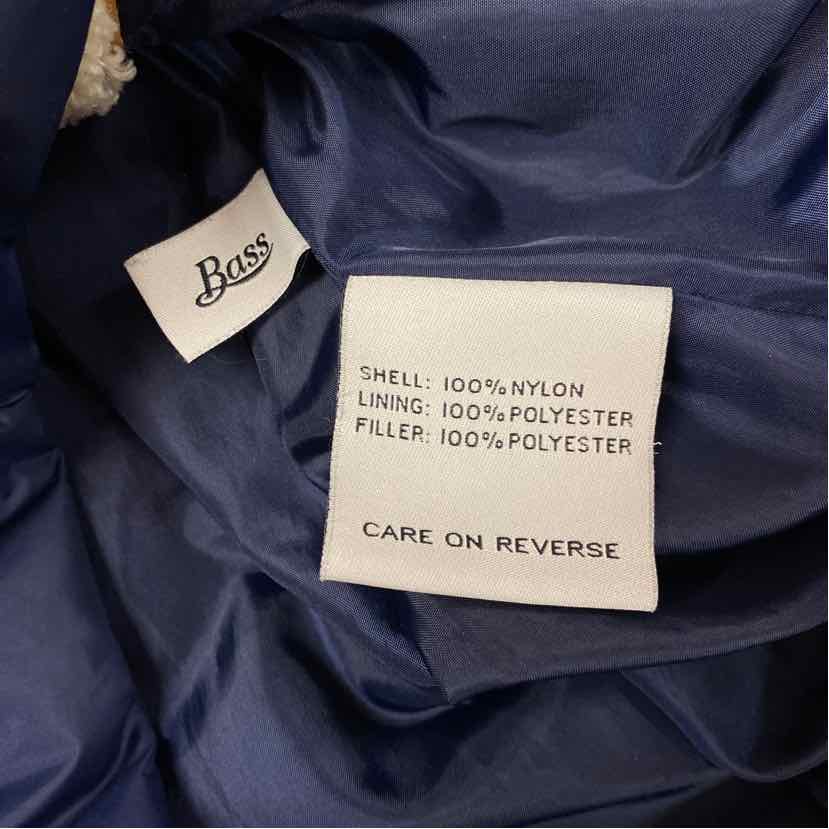 Bass
SHELL: 100% NYLON
LINING: 100% POLYESTER
FILLER: 100% POLYESTER
CARE ON REVERSE